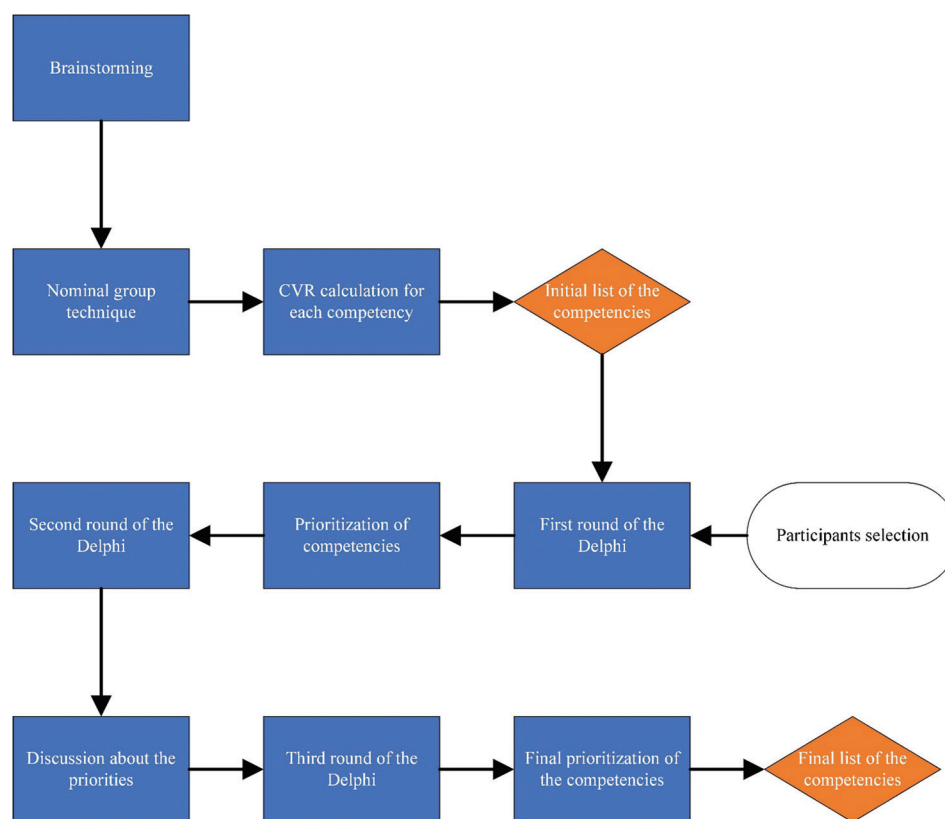 Brainstorming
Nominal group
technique
CVR calculation for
each competency
Initial list of the
competencies
Second round of the
Delphi
Prioritization of
competencies
First round of the
Delphi
Participants selection
Discussion about the
priorities
Third round of the
Delphi
Final prioritization of
the competencies
Final list of the
competencies